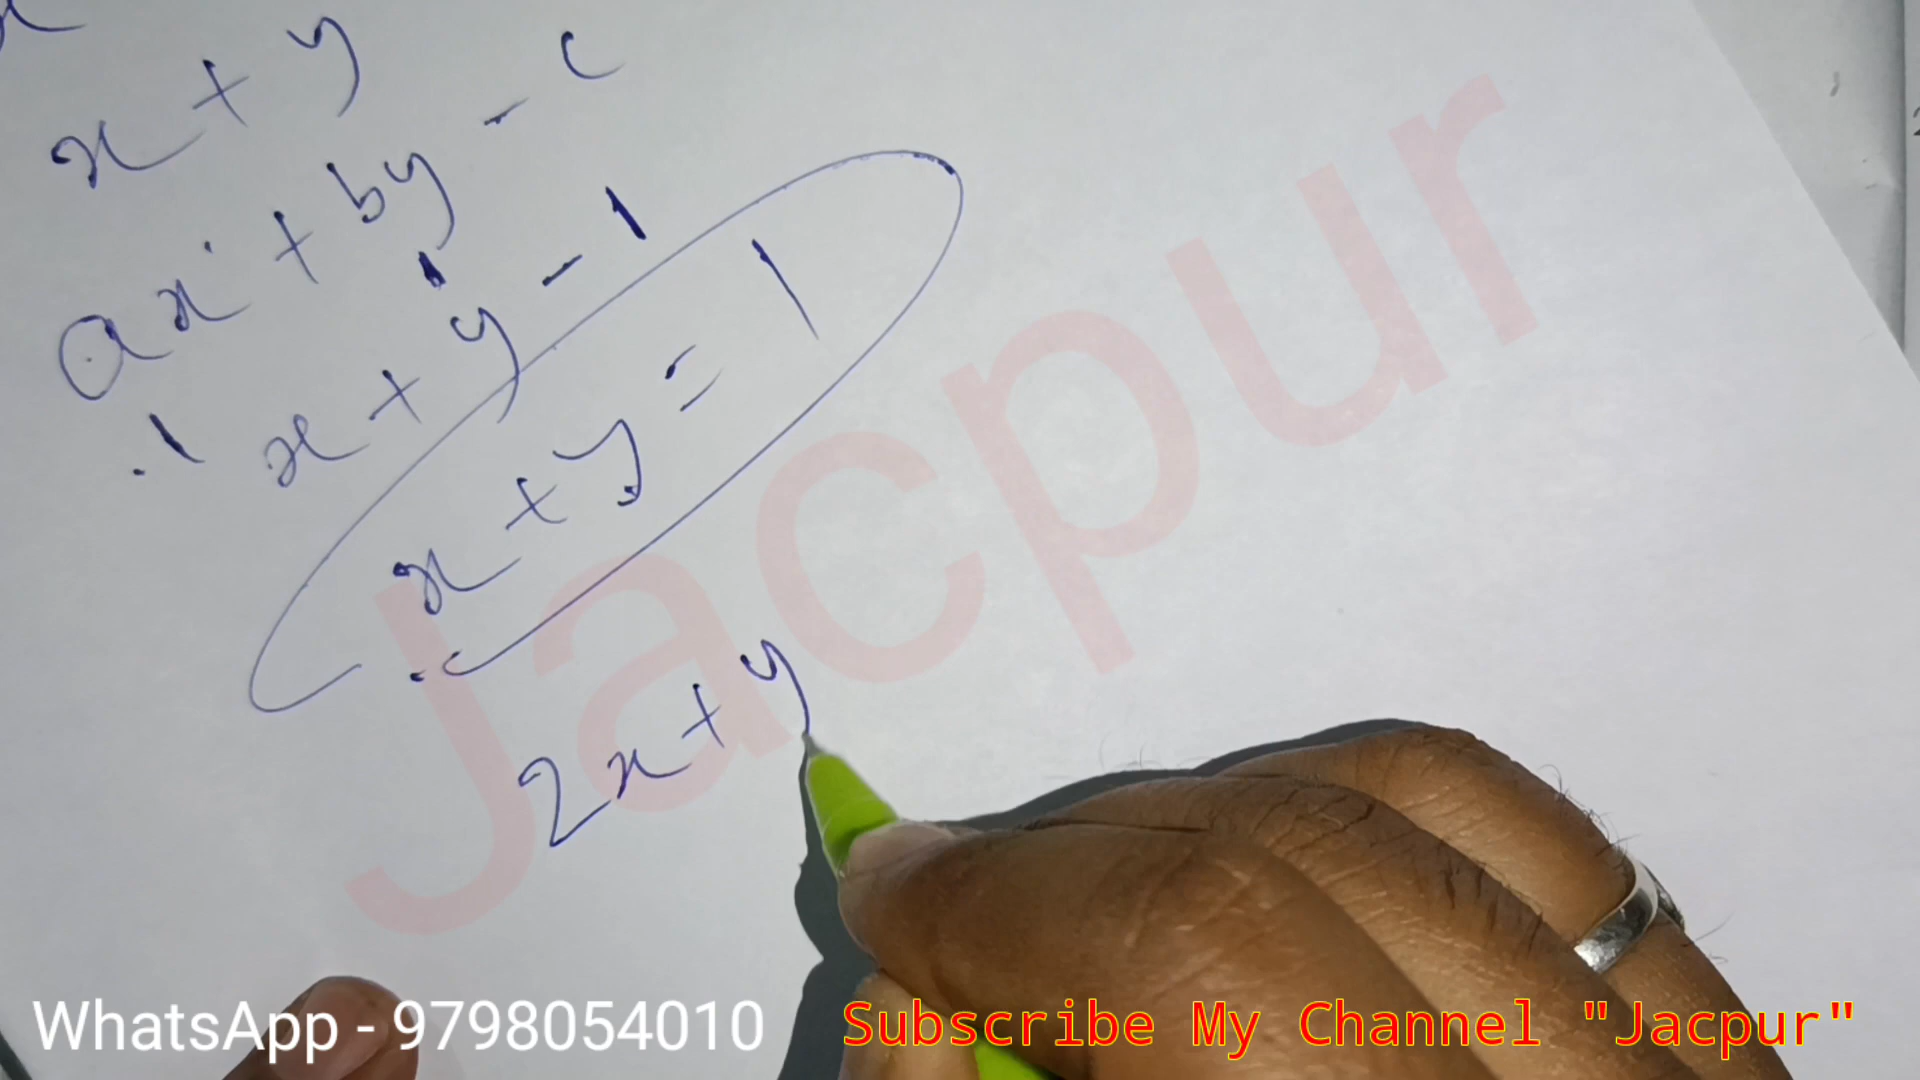 x
x + y
ax + by - c
1 x + y - 1
x + y = 1
2x + y
Jacpur
WhatsApp - 9798054010
Subscribe My Channel "Jacpur"